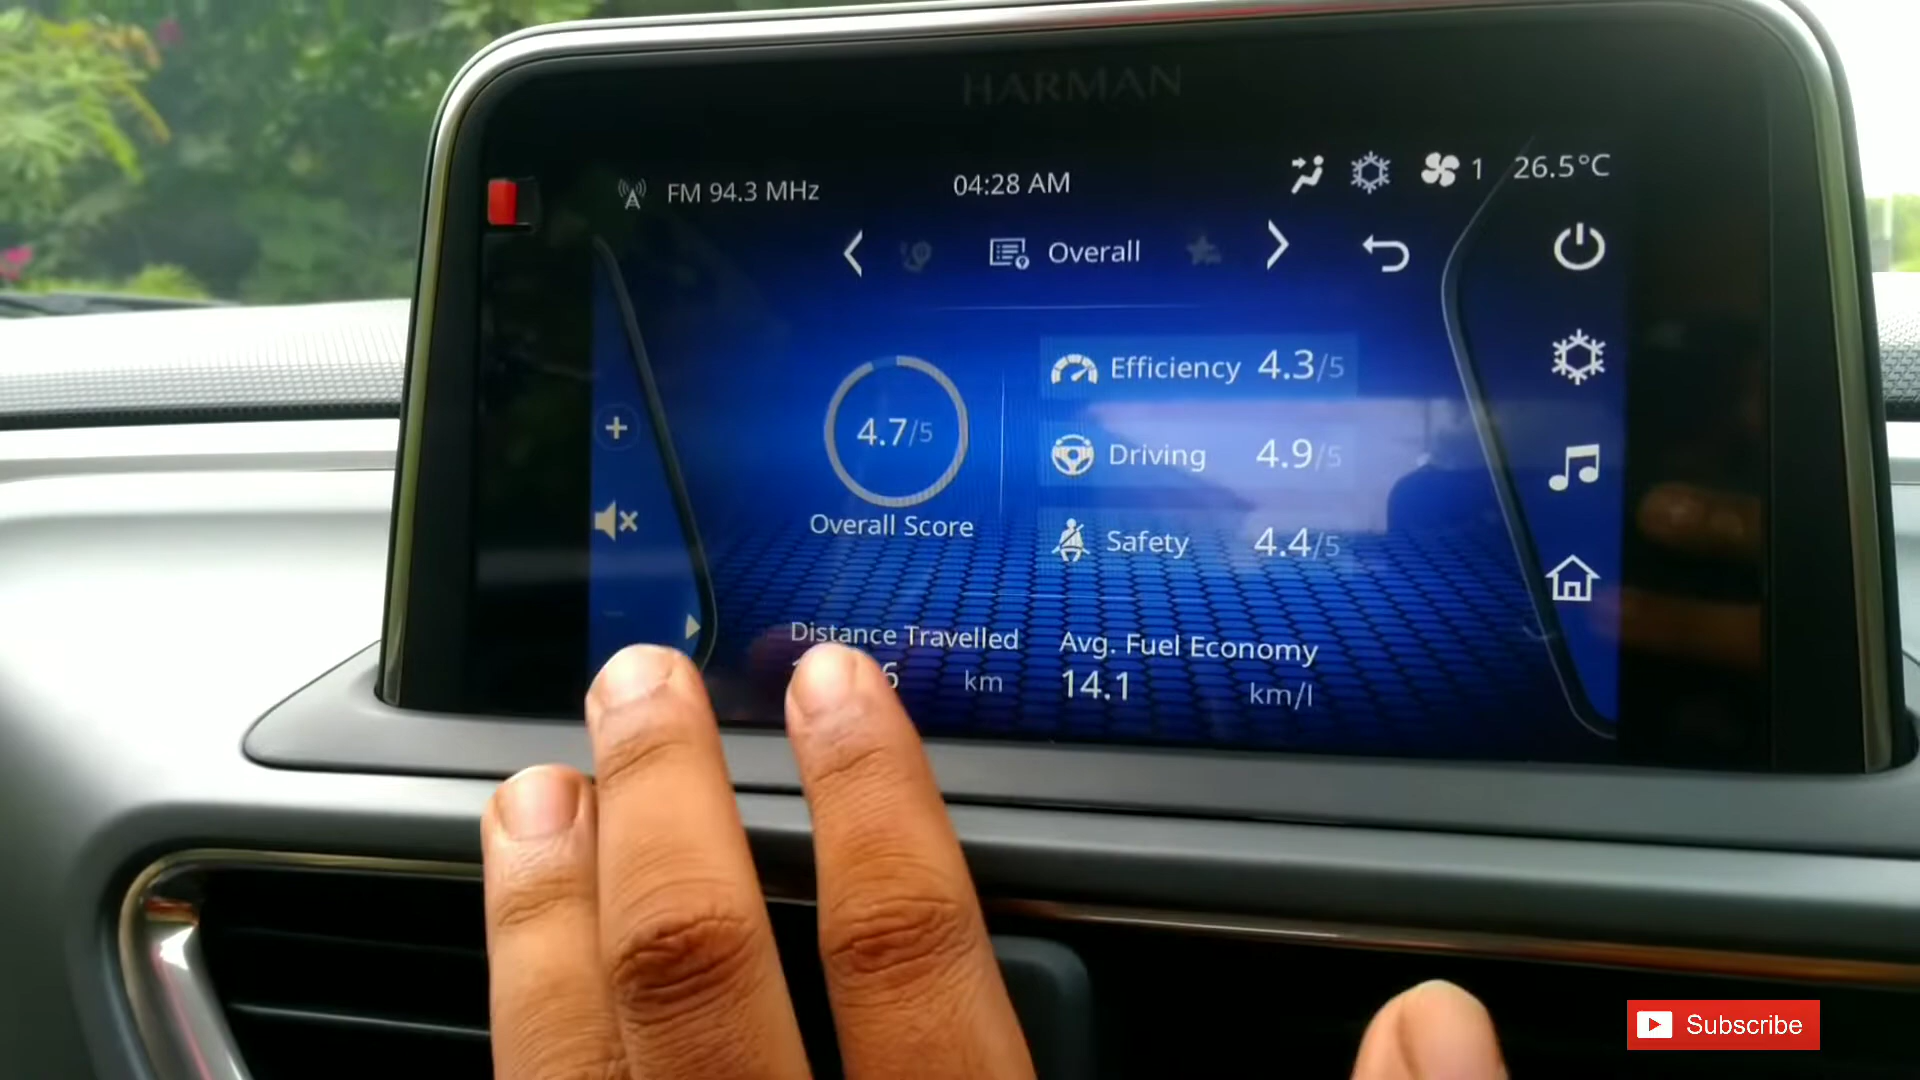 HARMAN
FM 94.3 MHz
04:28 AM
1
26.5°C
Overall
4.7/5
Overall Score
Efficiency 4.3/5
Driving 4.9/5
Safety 4.4/5
Distance Travelled
km
Avg. Fuel Economy
14.1 km/l
Subscribe